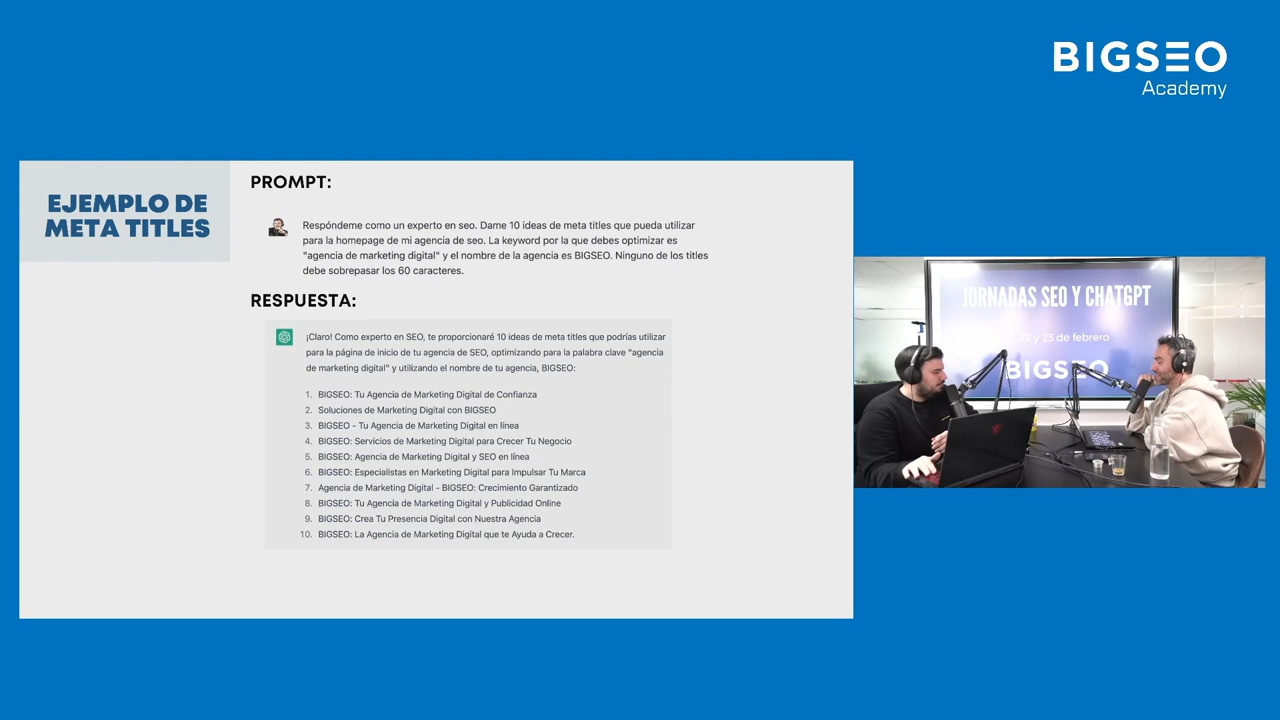 BIGSEO
Academy
EJEMPLO DE
META TITLES
PROMPT:
Respóndeme como un experto en seo. Dame 10 ideas de meta titles que pueda utilizar
para la homepage de mi agencia de seo. La keyword por la que debes optimizar es
"agencia de marketing digital" y el nombre de la agencia es BIGSEO. Ninguno de los titles
debe sobrepasar los 60 caracteres.
RESPUESTA:
¡Claro! Como experto en SEO, te proporcionaré 10 ideas de meta titles que podrías utilizar
para la página de inicio de tu agencia de SEO, optimizando para la palabra clave "agencia
de marketing digital" y utilizando el nombre de tu agencia, BIGSEO:
1. BIGSEO: Tu Agencia de Marketing Digital de Confianza
2. Soluciones de Marketing Digital con BIGSEO
3. BIGSEO - Tu Agencia de Marketing Digital en línea
4. BIGSEO: Servicios de Marketing Digital para Crecer Tu Negocio
5. BIGSEO: Agencia de Marketing Digital y SEO en línea
6. BIGSEO: Especialistas en Marketing Digital para Impulsar Tu Marca
7. Agencia de Marketing Digital - BIGSEO: Crecimiento Garantizado
8. BIGSEO: Tu Agencia de Marketing Digital y Publicidad Online
9. BIGSEO: Crea Tu Presencia Digital con Nuestra Agencia
10. BIGSEO: La Agencia de Marketing Digital que te Ayuda a Crecer.
JORNADAS SEO Y CHATGPT
22 y 23 de febrero
BIGSEO